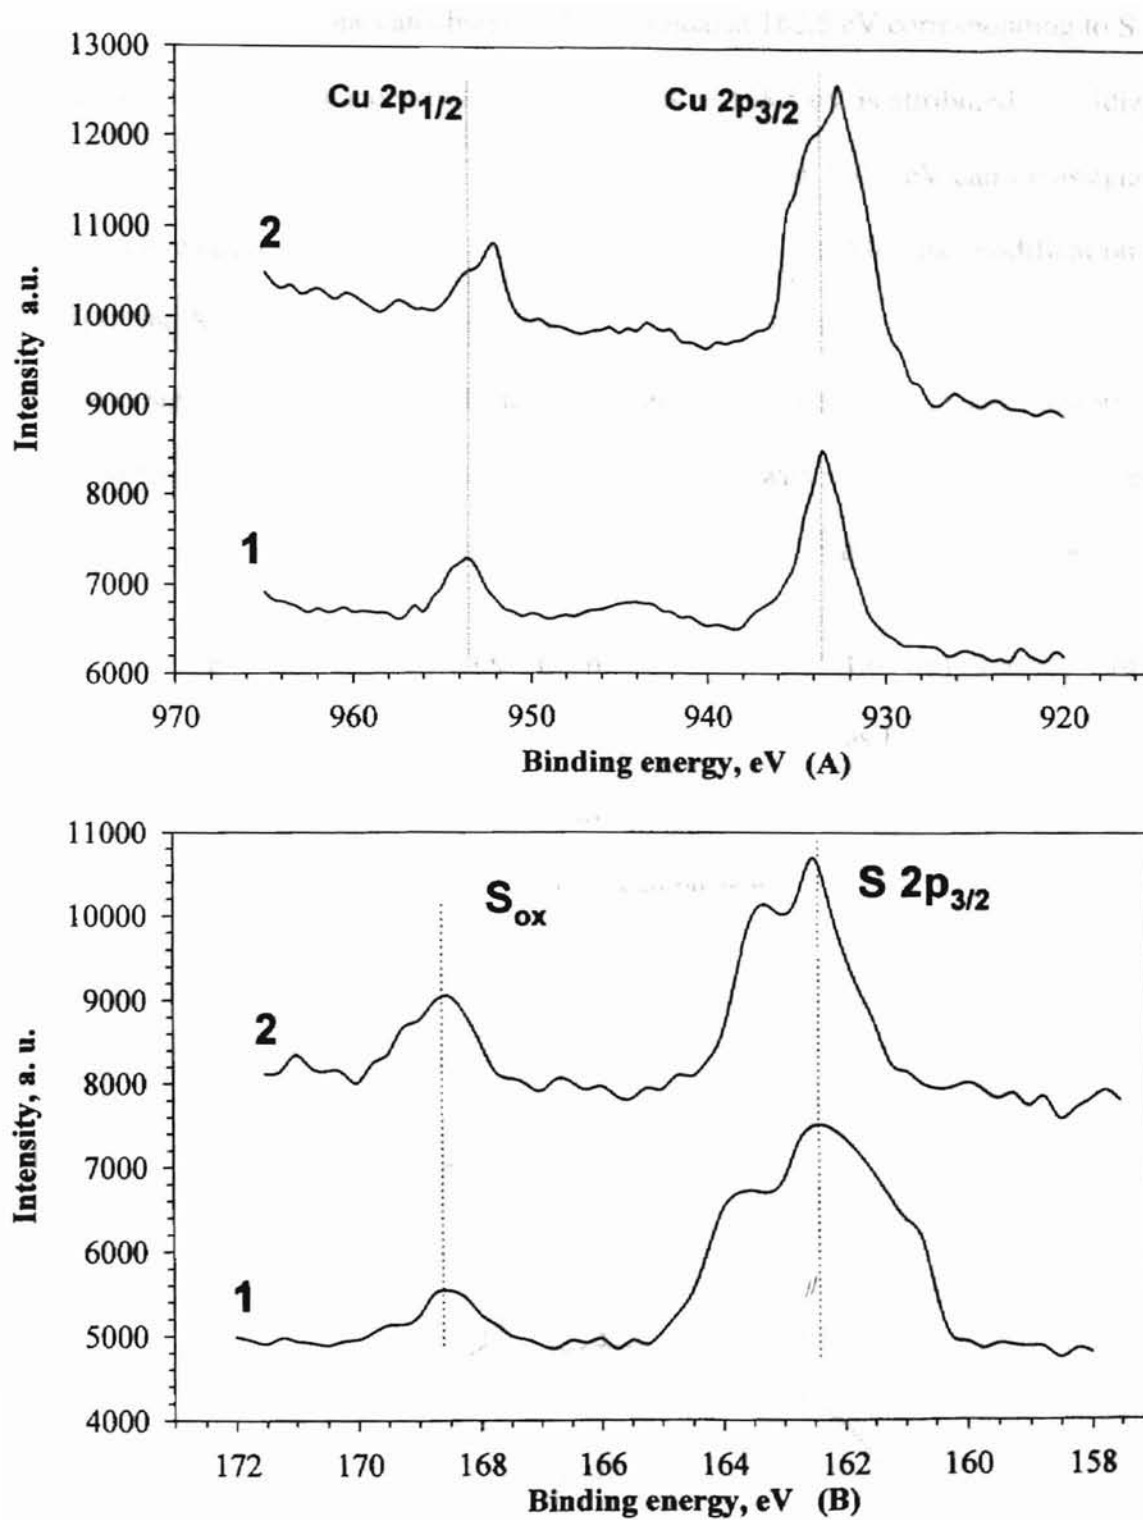 13000
12000
11000
10000
9000
8000
7000
6000
Intensity a.u.
Cu 2p1/2
Cu 2p3/2
2
1
970 960 950 940 930 920
Binding energy, eV (A)
11000
10000
9000
8000
7000
6000
5000
4000
Intensity, a. u.
Sox
S 2p3/2
2
1
172 170 168 166 164 162 160 158
Binding energy, eV (B)